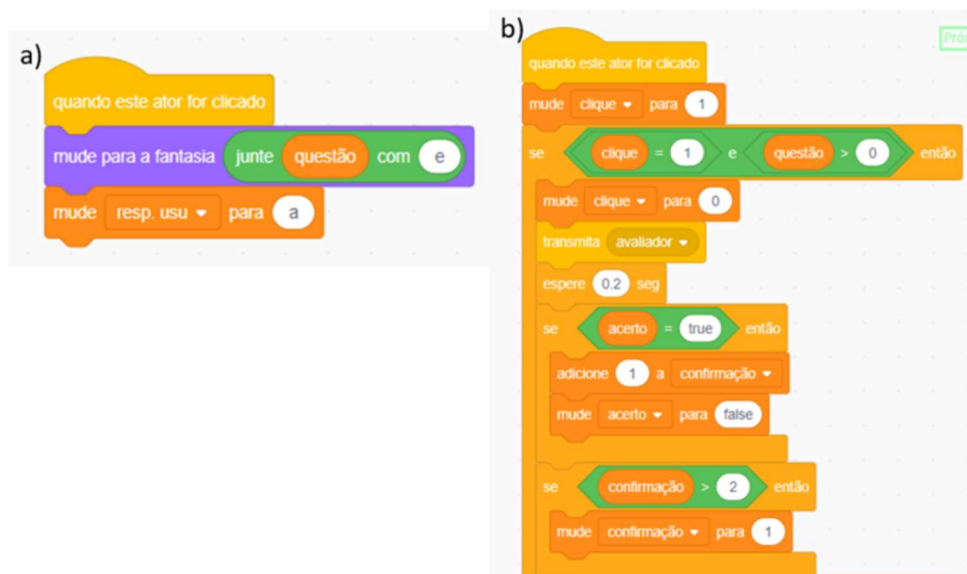 a)
quando este ator for clicado
mude para a fantasia junte questão com e
mude resp. usu para a
b)
Próx
quando este ator for clicado
mude clique para 1
se clique = 1 e questão > 0 então
mude clique para 0
transmita avaliador
espere 0.2 seg
se acerto = true então
adicione 1 a confirmação
mude acerto para false
se confirmação > 2 então
mude confirmação para 1